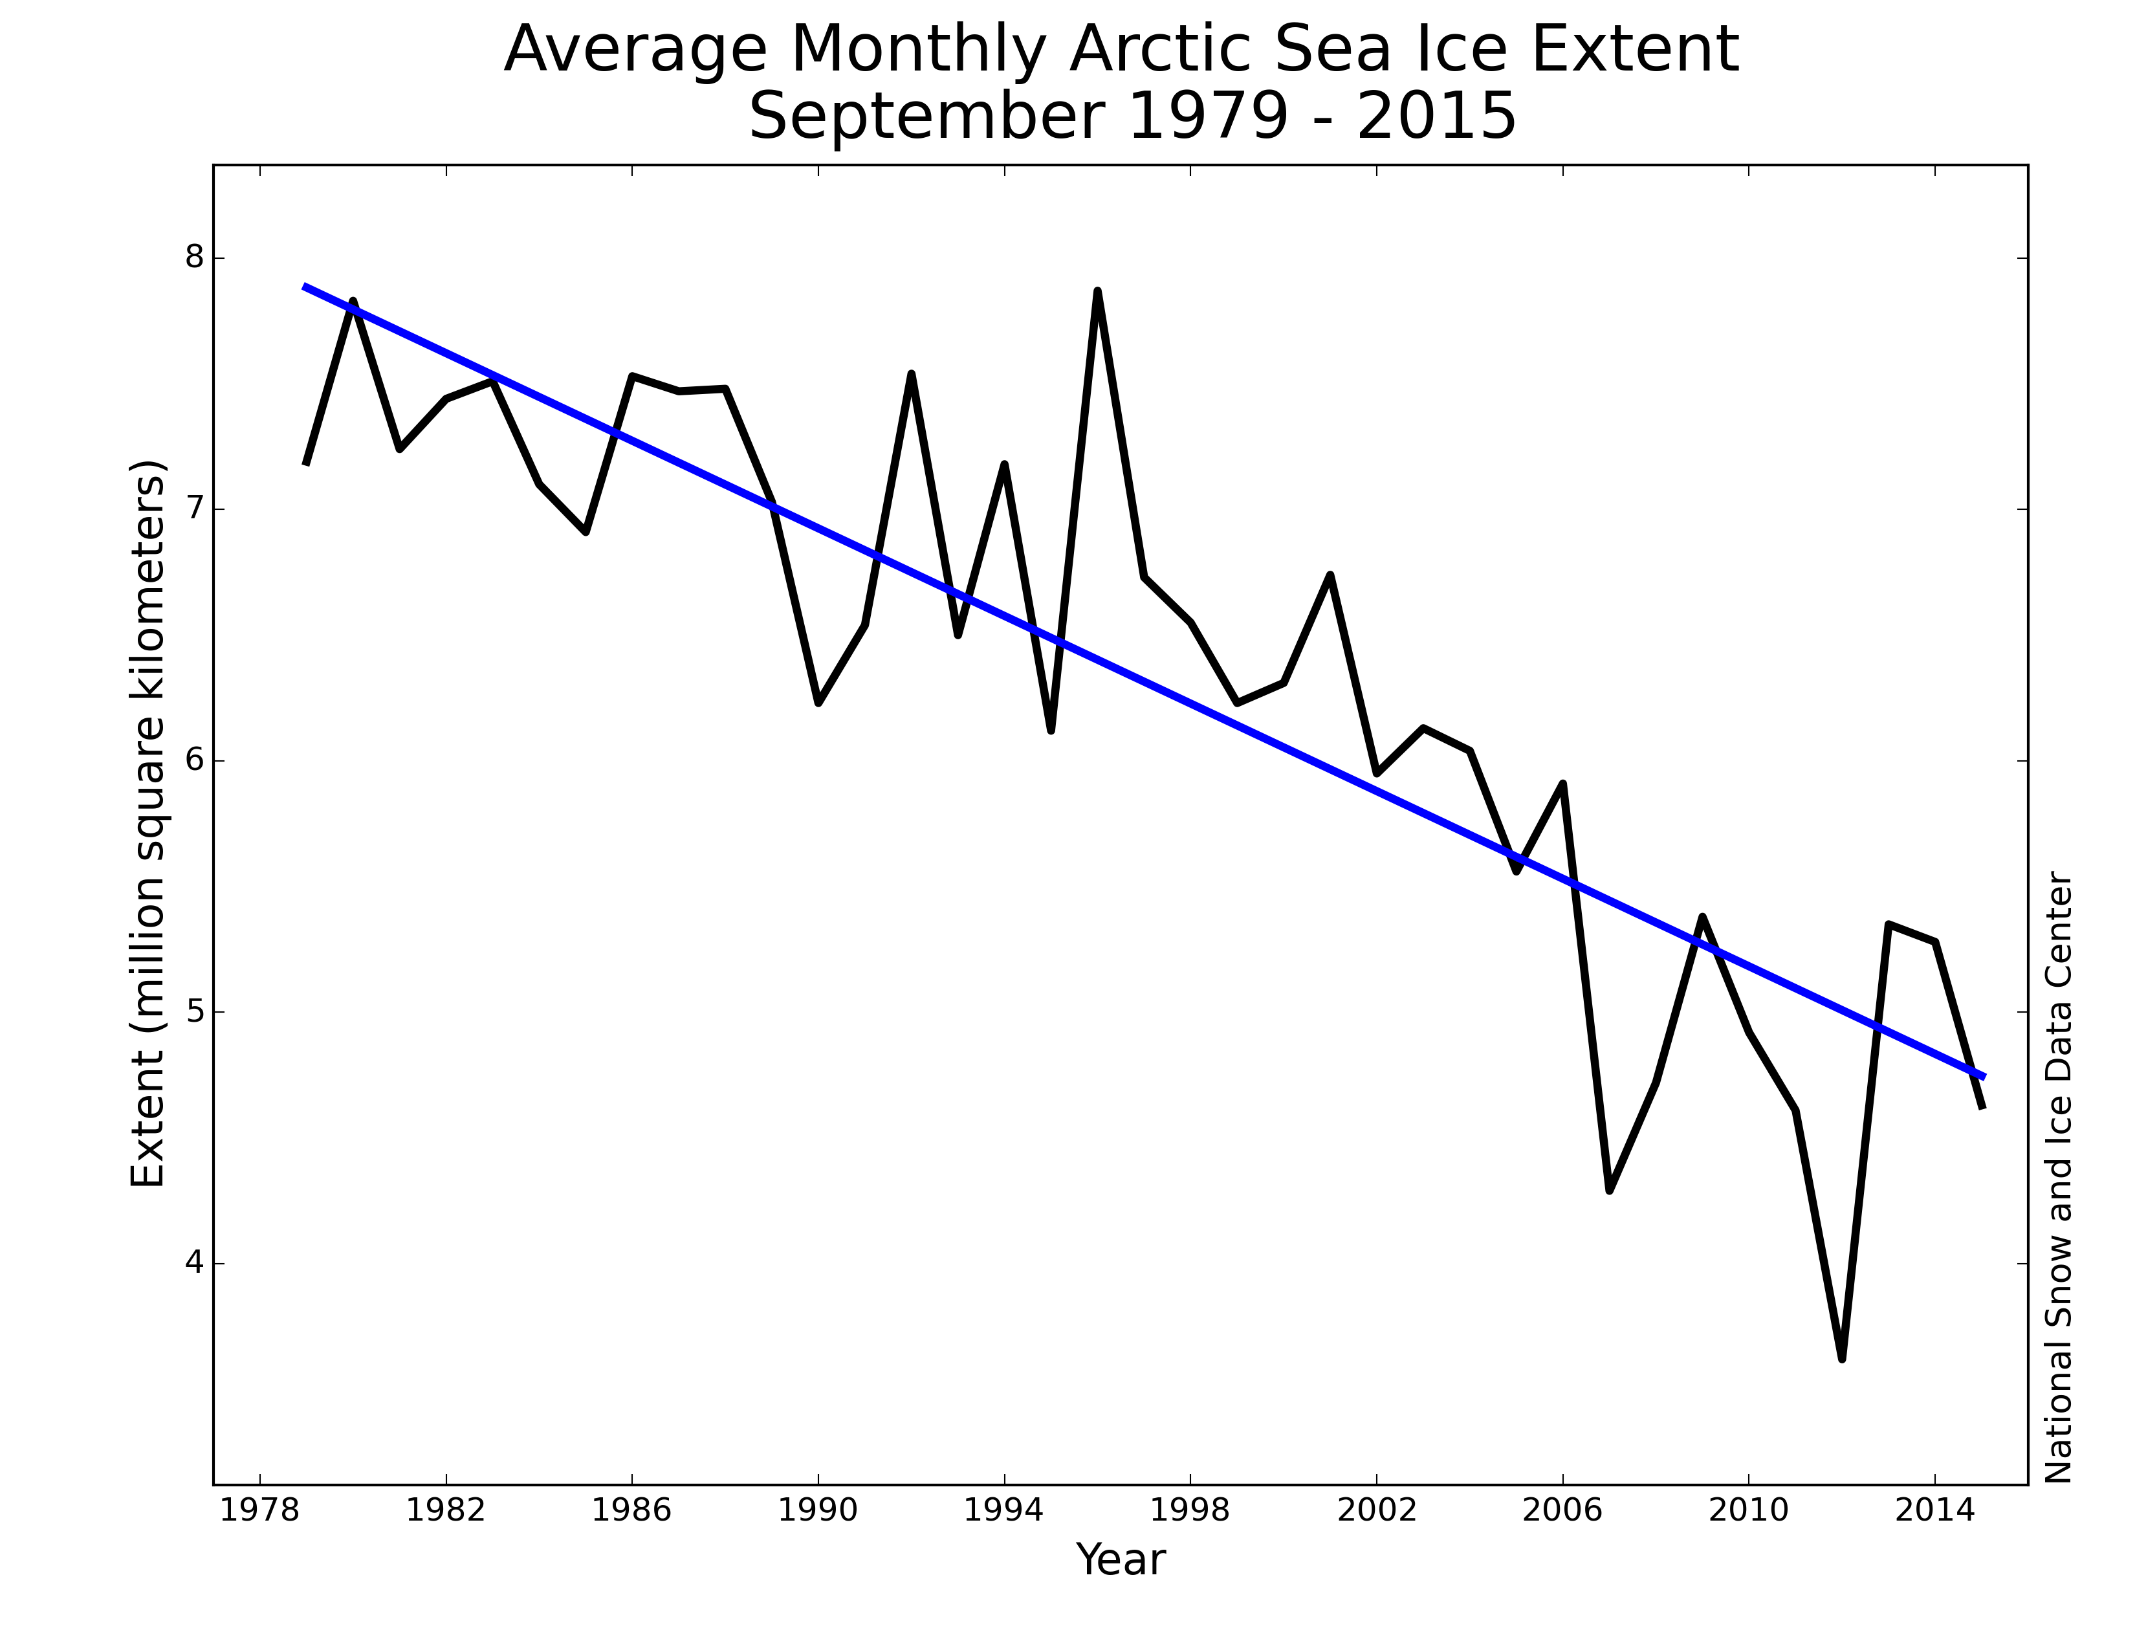 Average Monthly Arctic Sea Ice Extent
September 1979 - 2015
Extent (million square kilometers)
8
7
6
5
4
1978 1982 1986 1990 1994 1998 2002 2006 2010 2014
Year
National Snow and Ice Data Center